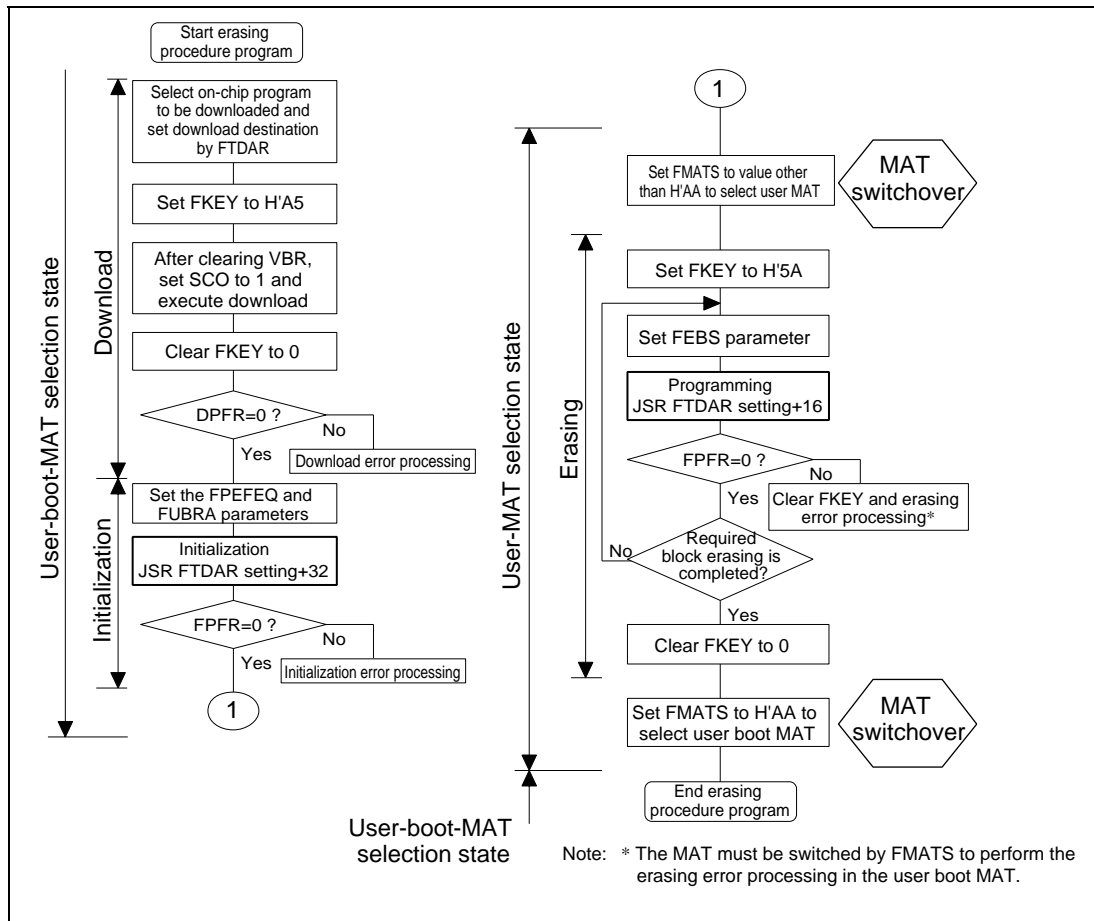 Start erasing
procedure program
Select on-chip program
to be downloaded and
set download destination
by FTDAR
Set FKEY to H'A5
After clearing VBR,
set SCO to 1 and
execute download
Clear FKEY to 0
DPFR=0 ?
No
Yes
Download error processing
Set the FPEFEQ and
FUBRA parameters
Initialization
JSR FTDAR setting+32
FPFR=0 ?
No
Yes
Initialization error processing
1
Download
Initialization
User-boot-MAT selection state
1
Set FMATS to value other
than H'AA to select user MAT
MAT
switchover
Set FKEY to H'5A
Set FEBS parameter
Programming
JSR FTDAR setting+16
FPFR=0 ?
No
Yes
Clear FKEY and erasing
error processing*
Required
block erasing is
completed?
No
Yes
Clear FKEY to 0
Set FMATS to H'AA to
select user boot MAT
MAT
switchover
End erasing
procedure program
Erasing
User-MAT selection state
User-boot-MAT
selection state
Note: * The MAT must be switched by FMATS to perform the
erasing error processing in the user boot MAT.